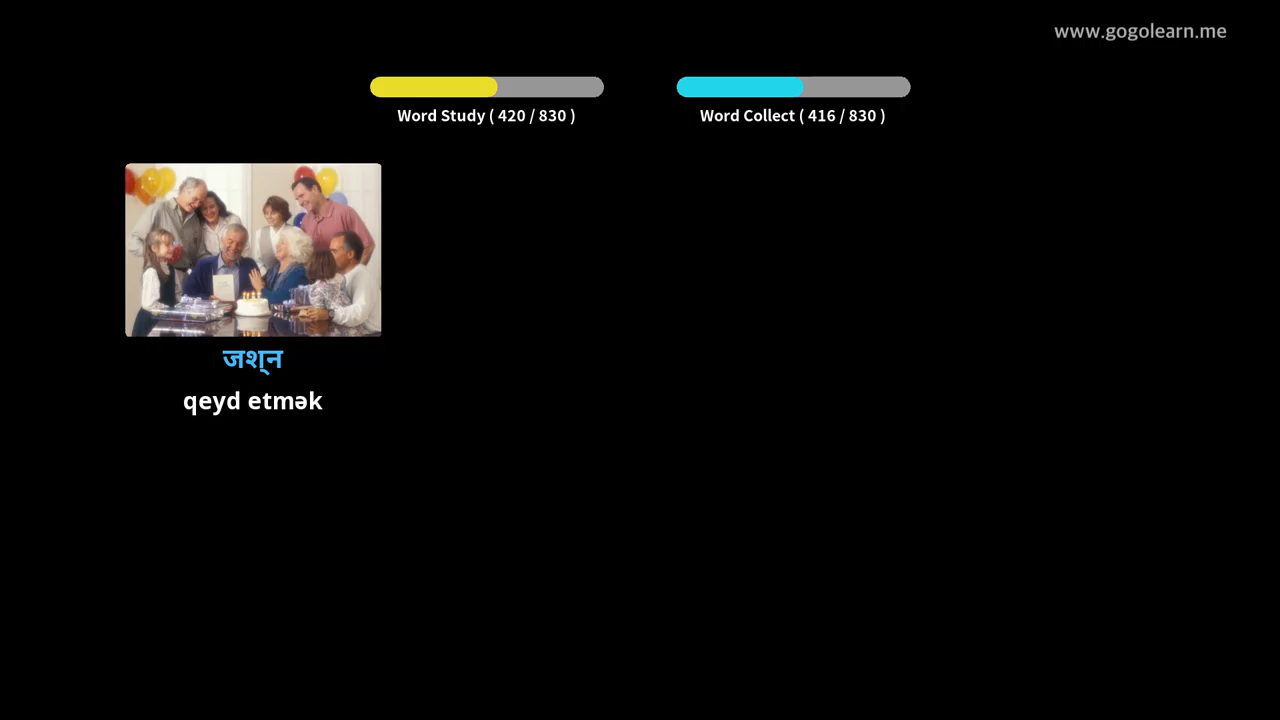 www.gogolearn.me
Word Study ( 420 / 830 )
Word Collect ( 416 / 830 )
जश्न
qeyd etmək